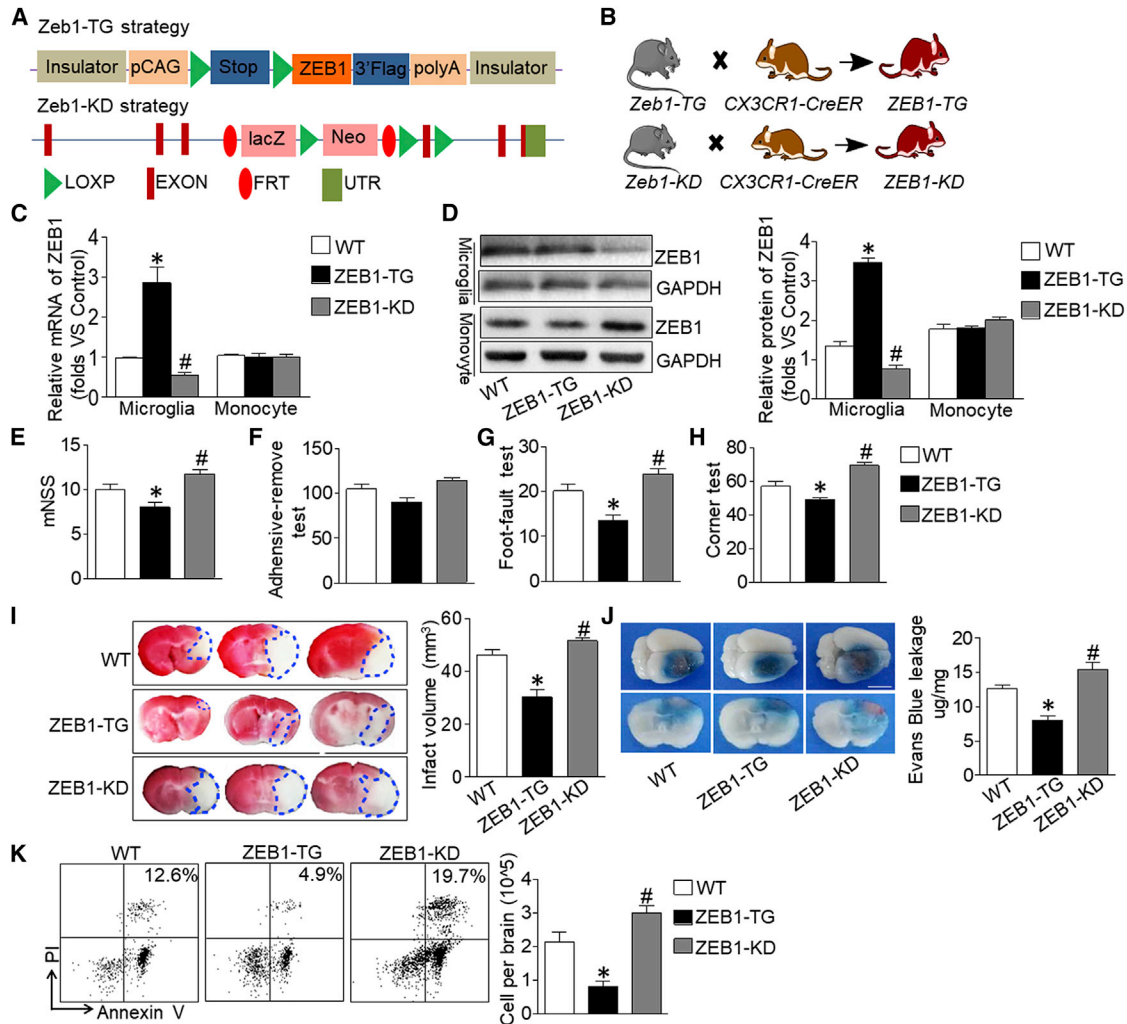 A
Zeb1-TG strategy
Insulator pCAG Stop ZEB1 3'Flag polyA Insulator
Zeb1-KD strategy
lacZ Neo
LOXP EXON FRT UTR
B
Zeb1-TG CX3CR1-CreER ZEB1-TG
Zeb1-KD CX3CR1-CreER ZEB1-KD
C
Relative mRNA of ZEB1
(folds VS Control)
4
3
2
1
0
*
#
Microglia Monocyte
WT
ZEB1-TG
ZEB1-KD
D
Microglia
Monocyte
ZEB1
GAPDH
ZEB1
GAPDH
WT ZEB1-TG ZEB1-KD
Relative protein of ZEB1
(folds VS Control)
4
3
2
1
0
*
#
Microglia Monocyte
WT
ZEB1-TG
ZEB1-KD
E
mNSS
15
10
5
0
*
#
F
Adhensive-remove
test
150
100
50
0
G
Foot-fault test
30
20
10
0
*
#
H
Corner test
80
60
40
20
0
*
#
WT
ZEB1-TG
ZEB1-KD
I
WT
ZEB1-TG
ZEB1-KD
Infact volume (mm3)
60
40
20
0
*
#
WT ZEB1-TG ZEB1-KD
J
WT ZEB1-TG ZEB1-KD
Evans Blue leakage
ug/mg
20
15
10
5
0
*
#
WT ZEB1-TG ZEB1-KD
K
WT ZEB1-TG ZEB1-KD
12.6% 4.9% 19.7%
PI
Annexin V
Cell per brain (10^5)
4
3
2
1
0
*
#
WT
ZEB1-TG
ZEB1-KD